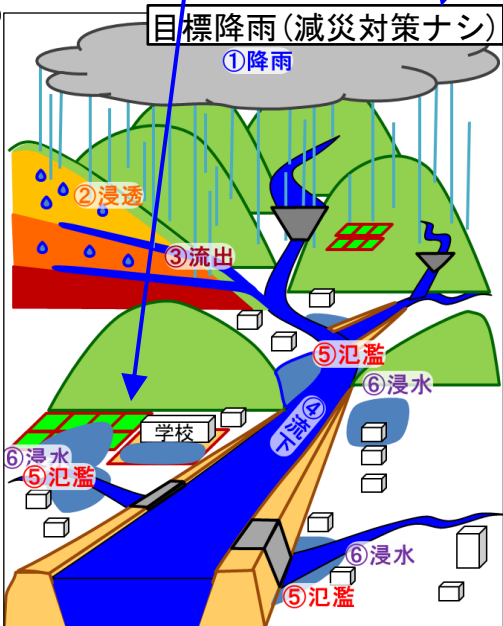 目標降雨(減災対策ナシ)
①降雨
②浸透
③流出
⑤氾濫
④流下
⑥浸水
学校
⑥浸水
⑤氾濫
⑥浸水
⑤氾濫